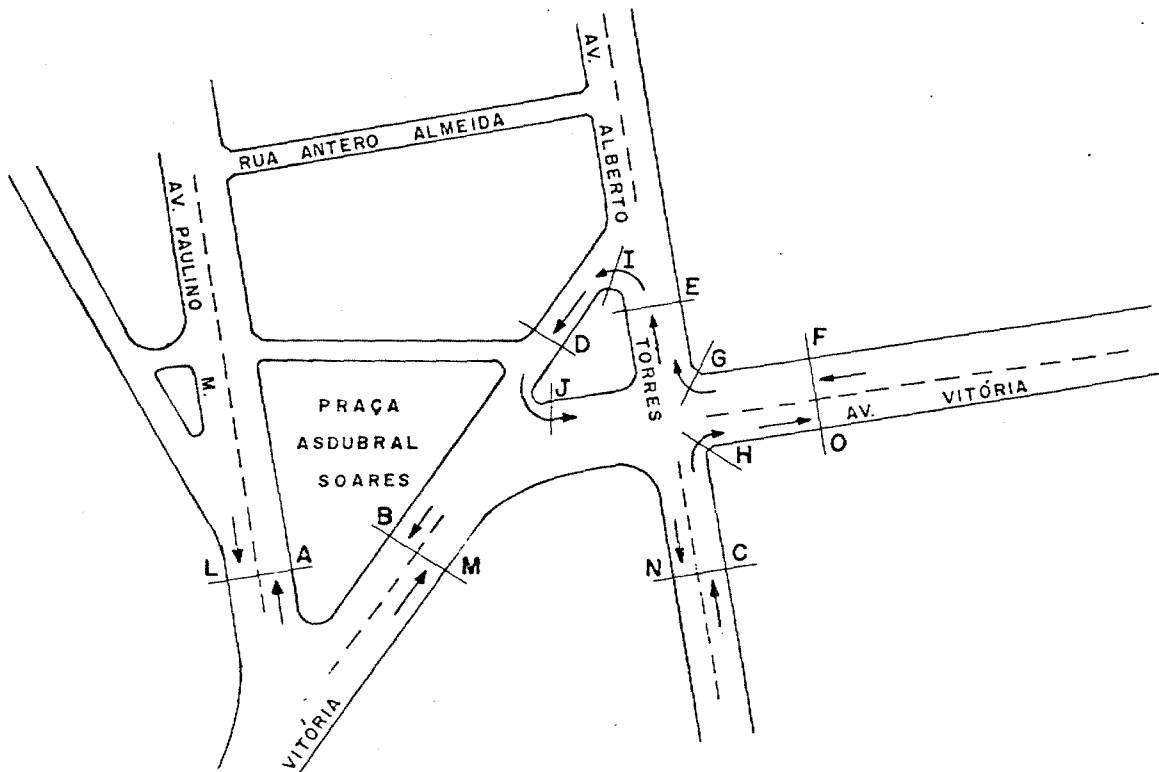 AV.
ALBERTO
TORRES
RUA ANTERO ALMEIDA
AV. PAULINO
M.
I
E
D
G
F
J
PRAÇA
ASDUBRAL
SOARES
AV. VITÓRIA
H
O
B
M
L
A
N
C
VITÓRIA